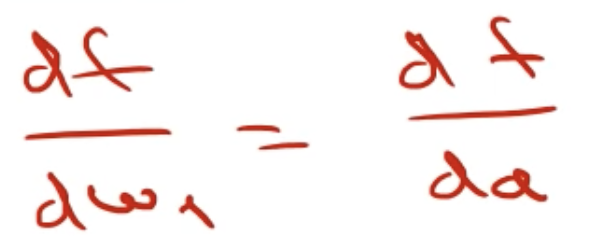 df/dw₁ = df/da